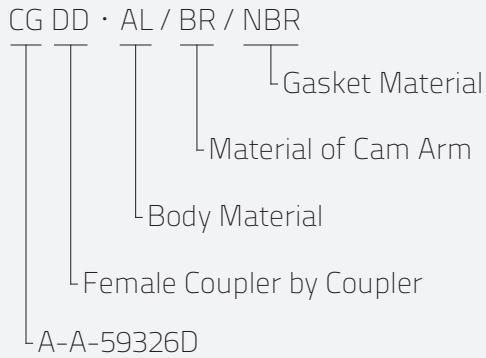 CG DD · AL / BR / NBR
Gasket Material
Material of Cam Arm
Body Material
Female Coupler by Coupler
A-A-59326D